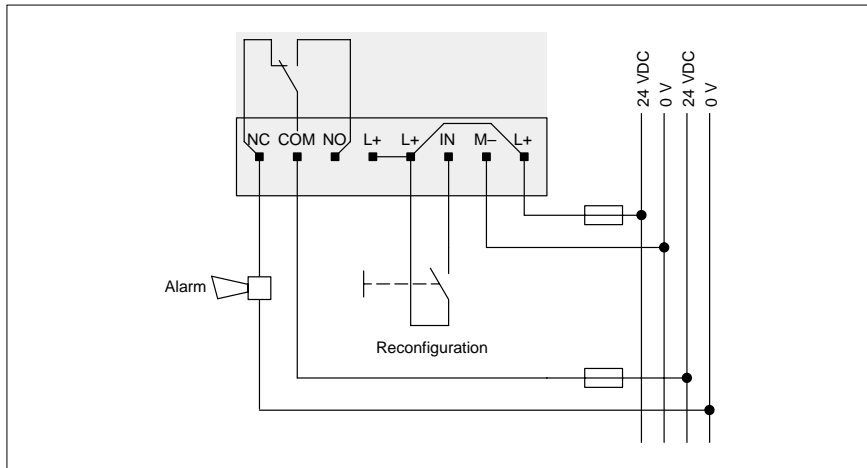 24 VDC
0 V
24 VDC
0 V
NC COM NO L+ L+ IN M– L+
Alarm
Reconfiguration